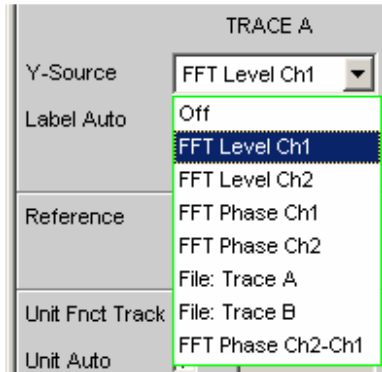 TRACE A
Y-Source FFT Level Ch1
Label Auto
Off
FFT Level Ch1
FFT Level Ch2
Reference
FFT Phase Ch1
FFT Phase Ch2
File: Trace A
Unit Fnct Track
File: Trace B
FFT Phase Ch2-Ch1
Unit Auto